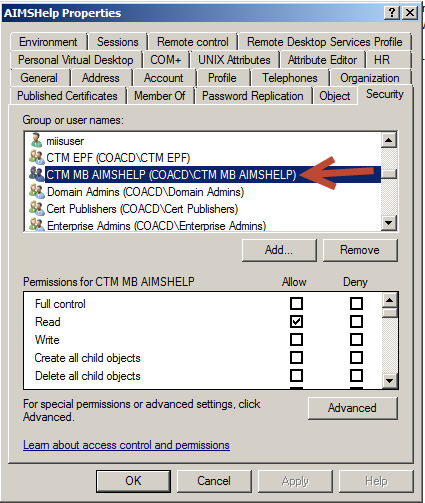 AIMSHelp Properties
Environment Sessions Remote control Remote Desktop Services Profile
Personal Virtual Desktop COM+ UNIX Attributes Attribute Editor HR
General Address Account Profile Telephones Organization
Published Certificates Member Of Password Replication Object Security
Group or user names:
miisuser
CTM EPF (COACD\CTM EPF)
CTM MB AIMSHELP (COACD\CTM MB AIMSHELP)
Domain Admins (COACD\Domain Admins)
Cert Publishers (COACD\Cert Publishers)
Enterprise Admins (COACD\Enterprise Admins)
Add... Remove
Permissions for CTM MB AIMSHELP Allow Deny
Full control
Read
Write
Create all child objects
Delete all child objects
For special permissions or advanced settings, click
Advanced.
Advanced
Learn about access control and permissions
OK Cancel Apply Help